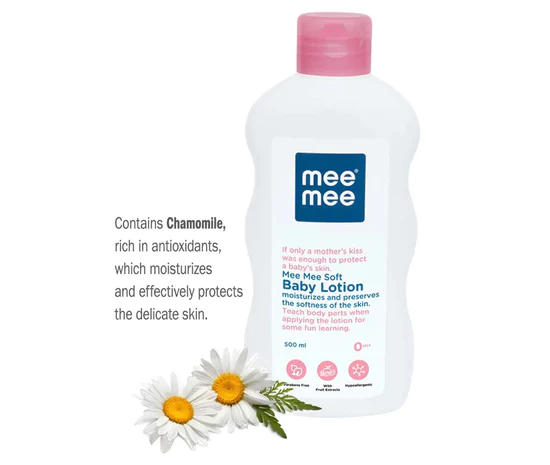 Contains Chamomile,
rich in antioxidants,
which moisturizes
and effectively protects
the delicate skin.
mee®
mee
If only a mother's kiss
was enough to protect
a baby's skin.
Mee Mee Soft
Baby Lotion
moisturizes and preserves
the softness of the skin.
Teach body parts when
applying the lotion for
some fun learning.
500 ml
Parabens Free
With
Fruit Extracts
Hypoallergenic